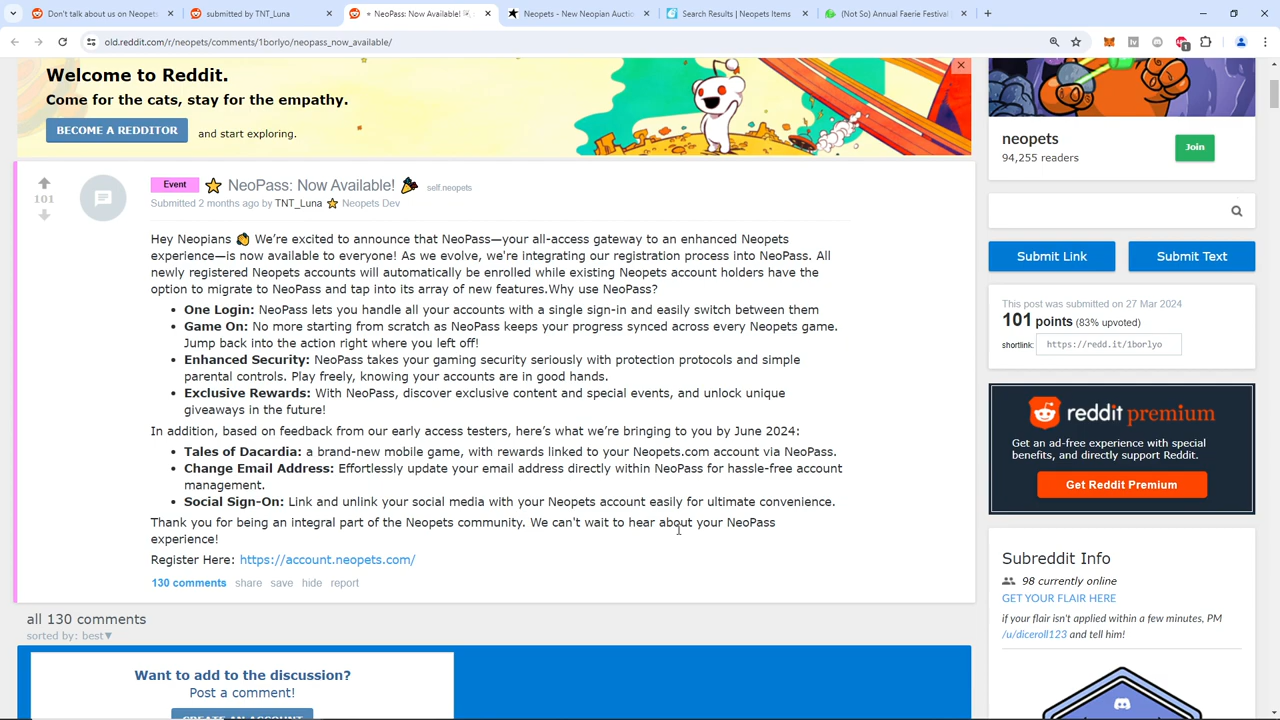 Don't talk about us on Neopets
submitted by TNT_Luna
NeoPass: Now Available!
Neopets - New Neopian Auctio
Search Results | Neopets Items
(Not So) Annual Faerie Festival
old.reddit.com/r/neopets/comments/1borlyo/neopass_now_available/
Welcome to Reddit.
Come for the cats, stay for the empathy.
BECOME A REDDITOR and start exploring.
101
Event ⭐ NeoPass: Now Available! 🎉 self.neopets
Submitted 2 months ago by TNT_Luna ⭐ Neopets Dev
Hey Neopians 👋 We're excited to announce that NeoPass—your all-access gateway to an enhanced Neopets
experience—is now available to everyone! As we evolve, we're integrating our registration process into NeoPass. All
newly registered Neopets accounts will automatically be enrolled while existing Neopets account holders have the
option to migrate to NeoPass and tap into its array of new features.Why use NeoPass?
• One Login: NeoPass lets you handle all your accounts with a single sign-in and easily switch between them
• Game On: No more starting from scratch as NeoPass keeps your progress synced across every Neopets game.
Jump back into the action right where you left off!
• Enhanced Security: NeoPass takes your gaming security seriously with protection protocols and simple
parental controls. Play freely, knowing your accounts are in good hands.
• Exclusive Rewards: With NeoPass, discover exclusive content and special events, and unlock unique
giveaways in the future!
In addition, based on feedback from our early access testers, here's what we're bringing to you by June 2024:
• Tales of Dacardia: a brand-new mobile game, with rewards linked to your Neopets.com account via NeoPass.
• Change Email Address: Effortlessly update your email address directly within NeoPass for hassle-free account
management.
• Social Sign-On: Link and unlink your social media with your Neopets account easily for ultimate convenience.
Thank you for being an integral part of the Neopets community. We can't wait to hear about your NeoPass
experience!
Register Here: https://account.neopets.com/
130 comments share save hide report
all 130 comments
sorted by: best▼
Want to add to the discussion?
Post a comment!
CREATE AN ACCOUNT
neopets
94,255 readers
Join
Submit Link
Submit Text
This post was submitted on 27 Mar 2024
101 points (83% upvoted)
shortlink: https://redd.it/1borlyo
reddit premium
Get an ad-free experience with special
benefits, and directly support Reddit.
Get Reddit Premium
Subreddit Info
98 currently online
GET YOUR FLAIR HERE
if your flair isn't applied within a few minutes, PM
/u/diceroll123 and tell him!